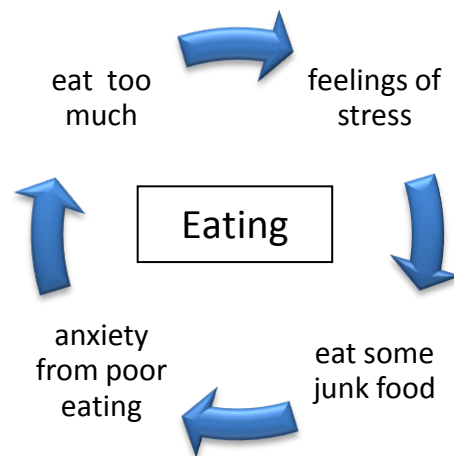 eat too
much
feelings of
stress
Eating
anxiety
from poor
eating
eat some
junk food